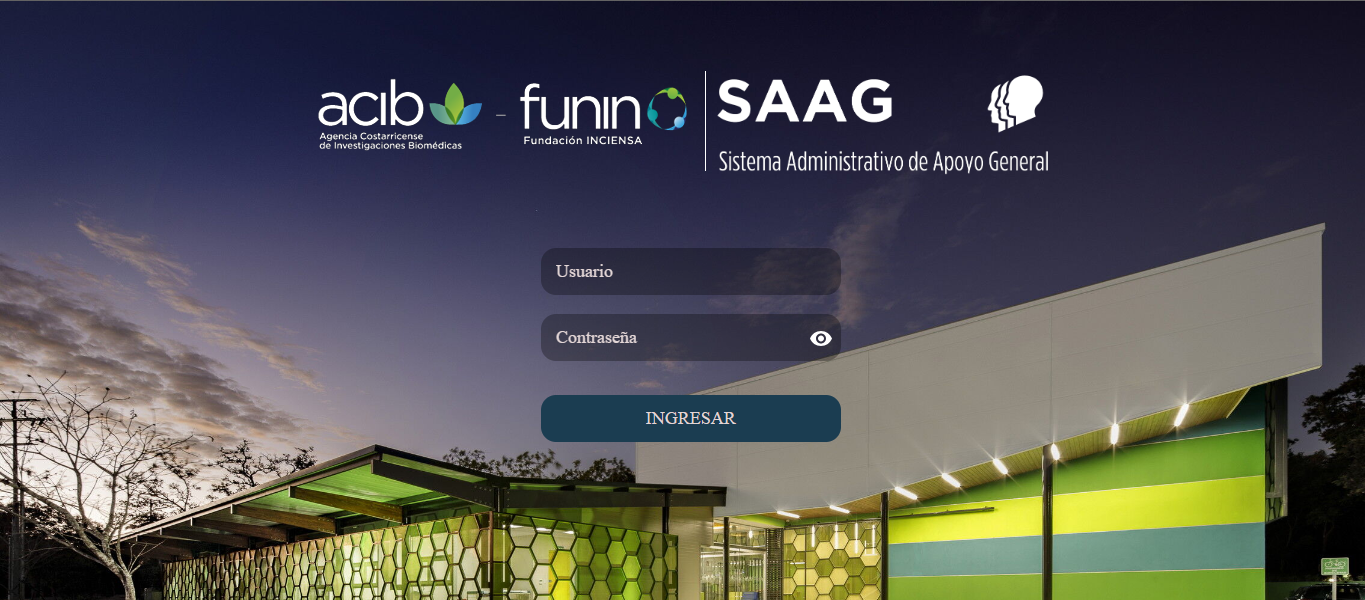 acib
Agencia Costarricense
de Investigaciones Biomédicas
–
funin
Fundación INCIENSA
SAAG
Sistema Administrativo de Apoyo General
Usuario
Contraseña
INGRESAR